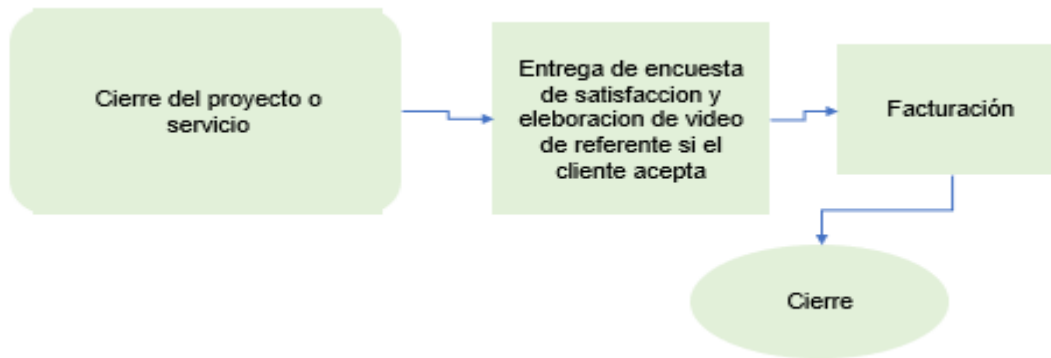 Cierre del proyecto o
servicio
Entrega de encuesta
de satisfaccion y
eleboracion de video
de referente si el
cliente acepta
Facturación
Cierre